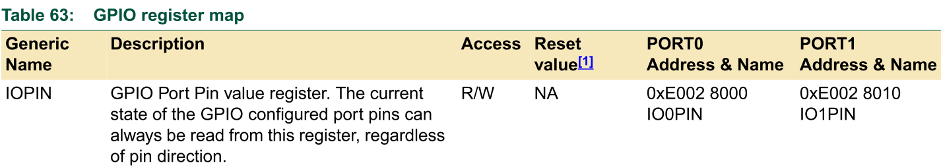 Table 63: GPIO register map
Generic Name Description Access Reset value[1] PORT0 Address & Name PORT1 Address & Name
IOPIN GPIO Port Pin value register. The current R/W NA 0xE002 8000 0xE002 8010
state of the GPIO configured port pins can IO0PIN IO1PIN
always be read from this register, regardless
of pin direction.